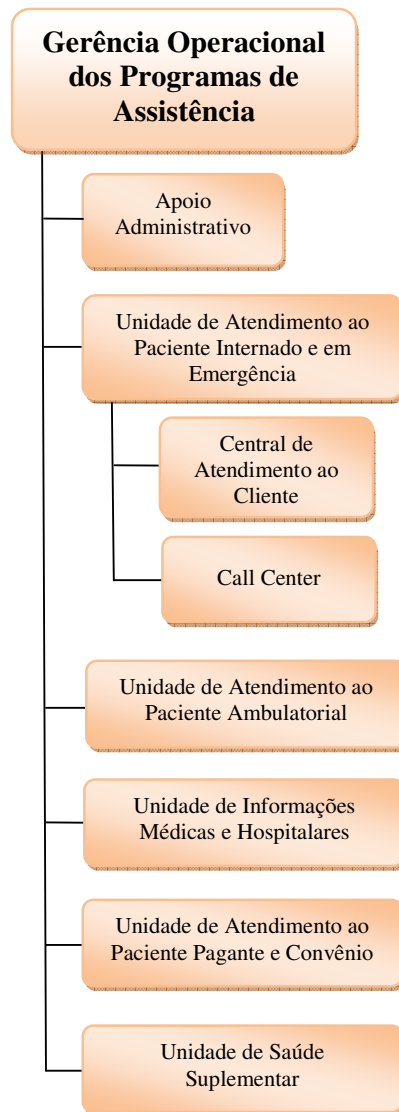 Gerência Operacional
dos Programas de
Assistência
Apoio
Administrativo
Unidade de Atendimento ao
Paciente Internado e em
Emergência
Central de
Atendimento ao
Cliente
Call Center
Unidade de Atendimento ao
Paciente Ambulatorial
Unidade de Informações
Médicas e Hospitalares
Unidade de Atendimento ao
Paciente Pagante e Convênio
Unidade de Saúde
Suplementar